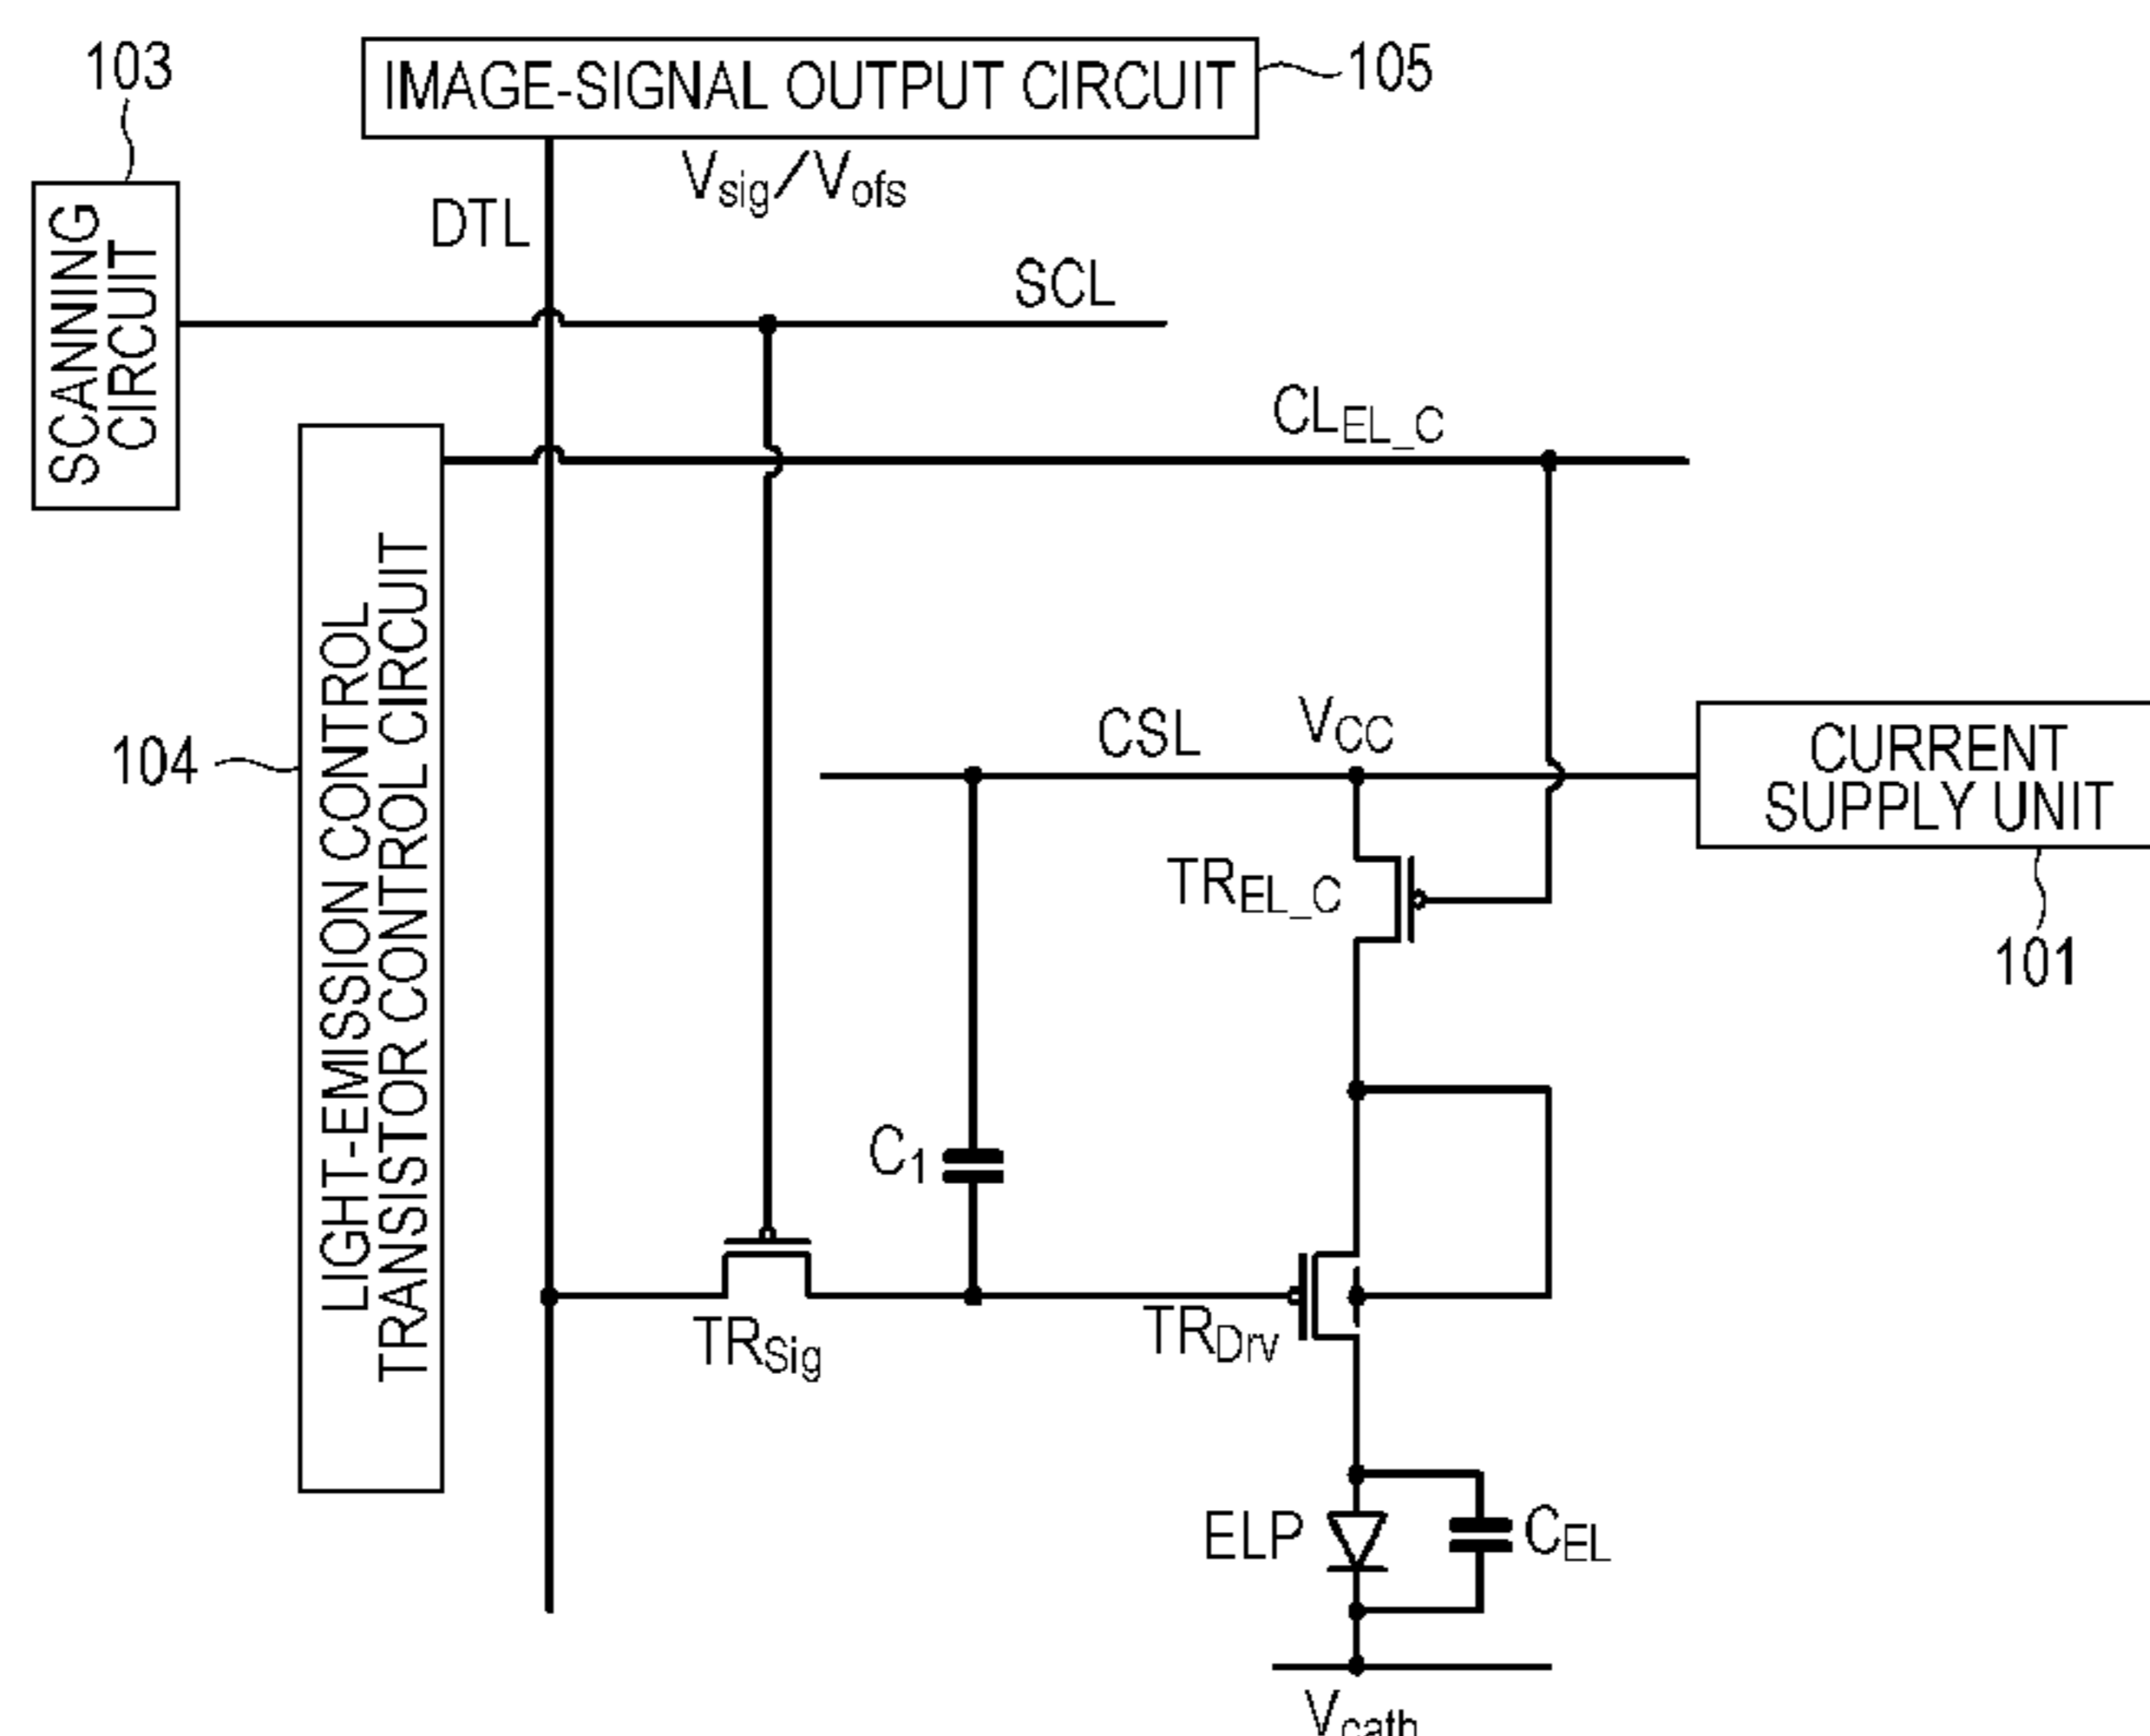 103
IMAGE-SIGNAL OUTPUT CIRCUIT
105
Vsig/Vofs
DTL
SCANNING
CIRCUIT
SCL
CLEL_C
LIGHT-EMISSION CONTROL
TRANSISTOR CONTROL CIRCUIT
104
CSL
VCC
CURRENT
SUPPLY UNIT
TREL_C
101
C1
TRSig
TRDrv
ELP
CEL
Vcath